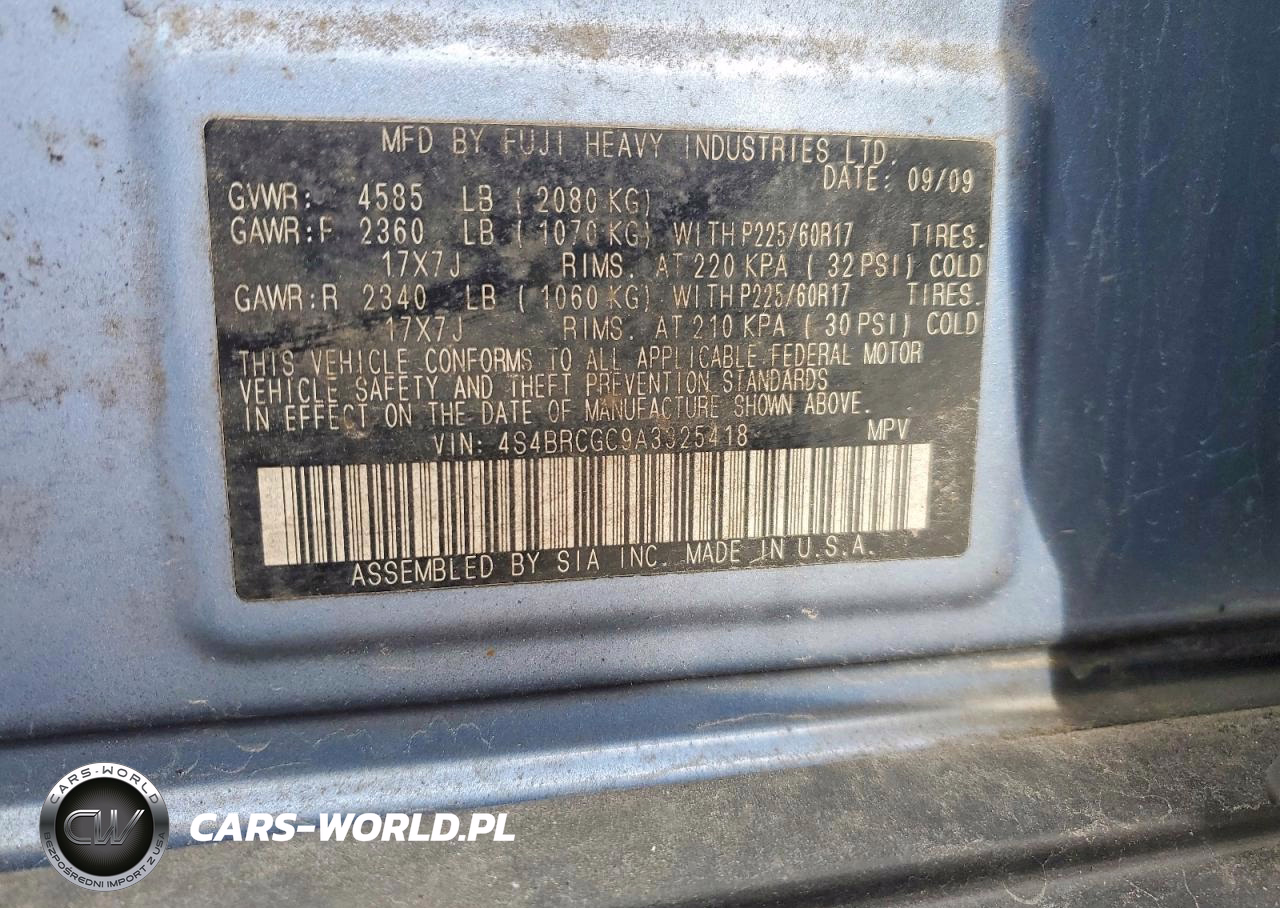 MFD BY FUJI HEAVY INDUSTRIES LTD.
DATE: 09/09
GVWR: 4585 LB ( 2080 KG)
GAWR:F 2360 LB ( 1070 KG) WITH P225/60R17 TIRES.
17X7J RIMS. AT 220 KPA ( 32 PSI) COLD
GAWR:R 2340 LB ( 1060 KG) WITH P225/60R17 TIRES.
17X7J RIMS. AT 210 KPA ( 30 PSI) COLD
THIS VEHICLE CONFORMS TO ALL APPLICABLE FEDERAL MOTOR
VEHICLE SAFETY AND THEFT PREVENTION STANDARDS
IN EFFECT ON THE DATE OF MANUFACTURE SHOWN ABOVE.
VIN: 4S4BRCGC9A3325418 MPV
ASSEMBLED BY SIA INC. MADE IN U.S.A.
CARS-WORLD
CW
BEZPOŚREDNI IMPORT Z USA
CARS-WORLD.PL